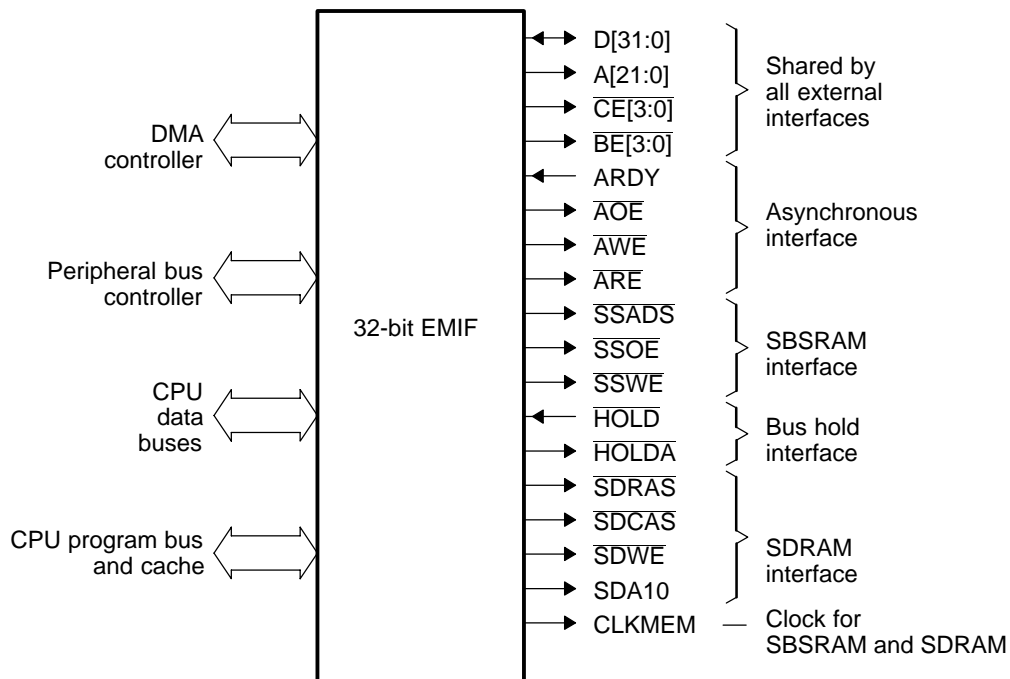 DMA
controller
Peripheral bus
controller
CPU
data
buses
CPU program bus
and cache
32-bit EMIF
D[31:0]
A[21:0]
CE[3:0]
BE[3:0]
ARDY
AOE
AWE
ARE
SSADS
SSOE
SSWE
HOLD
HOLDA
SDRAS
SDCAS
SDWE
SDA10
CLKMEM
Shared by
all external
interfaces
Asynchronous
interface
SBSRAM
interface
Bus hold
interface
SDRAM
interface
Clock for
SBSRAM and SDRAM